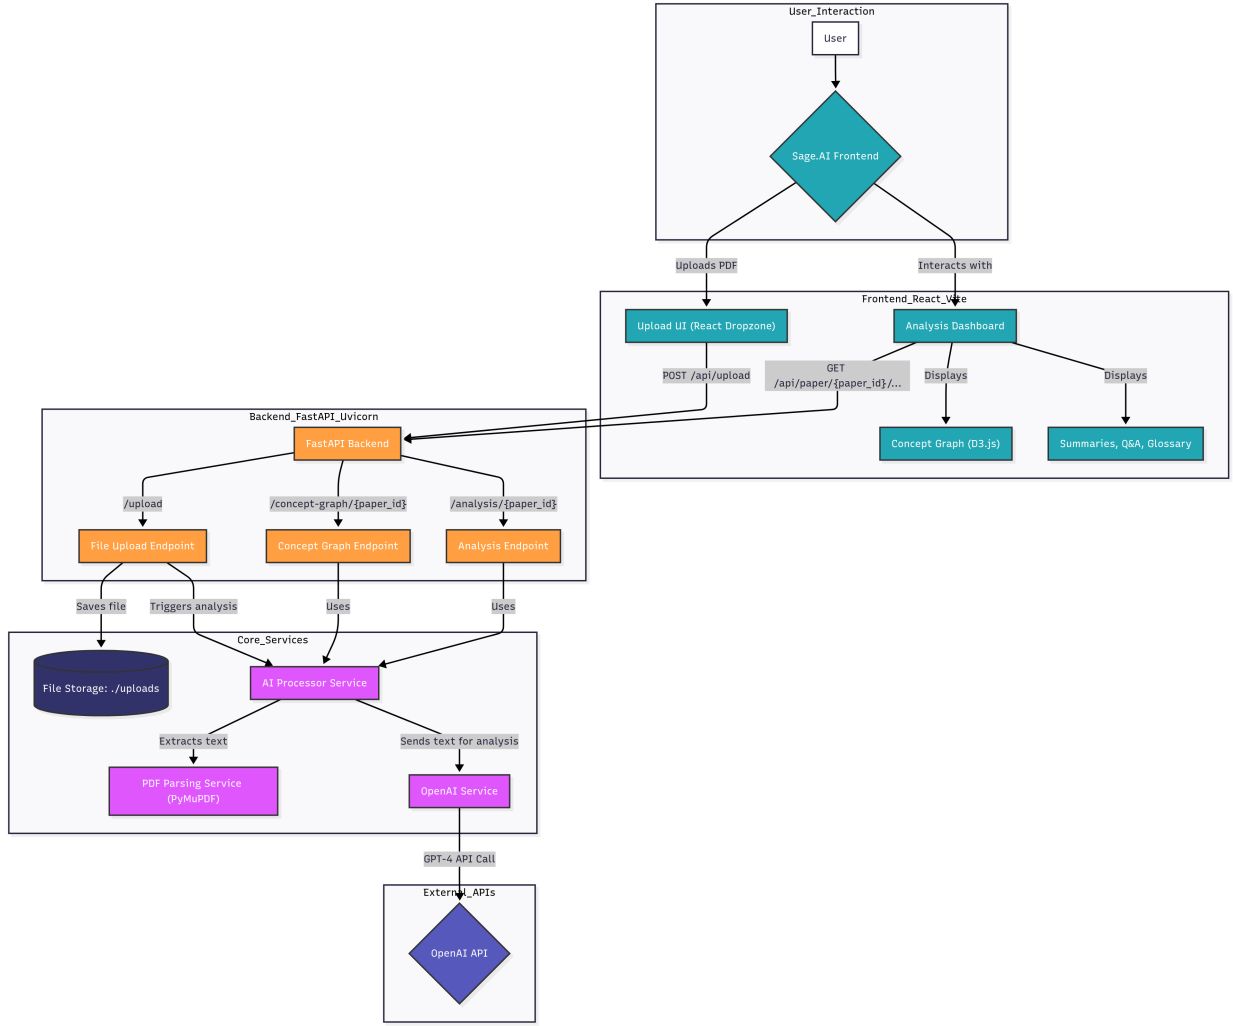 User_Interaction
User
Sage.AI Frontend
Uploads PDF
Interacts with
Frontend_React_Vite
Upload UI (React Dropzone)
Analysis Dashboard
POST /api/upload
GET
/api/paper/{paper_id}/...
Displays
Displays
Concept Graph (D3.js)
Summaries, Q&A, Glossary
Backend_FastAPI_Uvicorn
FastAPI Backend
/upload
/concept-graph/{paper_id}
/analysis/{paper_id}
File Upload Endpoint
Concept Graph Endpoint
Analysis Endpoint
Saves file
Triggers analysis
Uses
Uses
Core_Services
File Storage: ./uploads
AI Processor Service
Extracts text
Sends text for analysis
PDF Parsing Service
(PyMuPDF)
OpenAI Service
GPT-4 API Call
External_APIs
OpenAI API